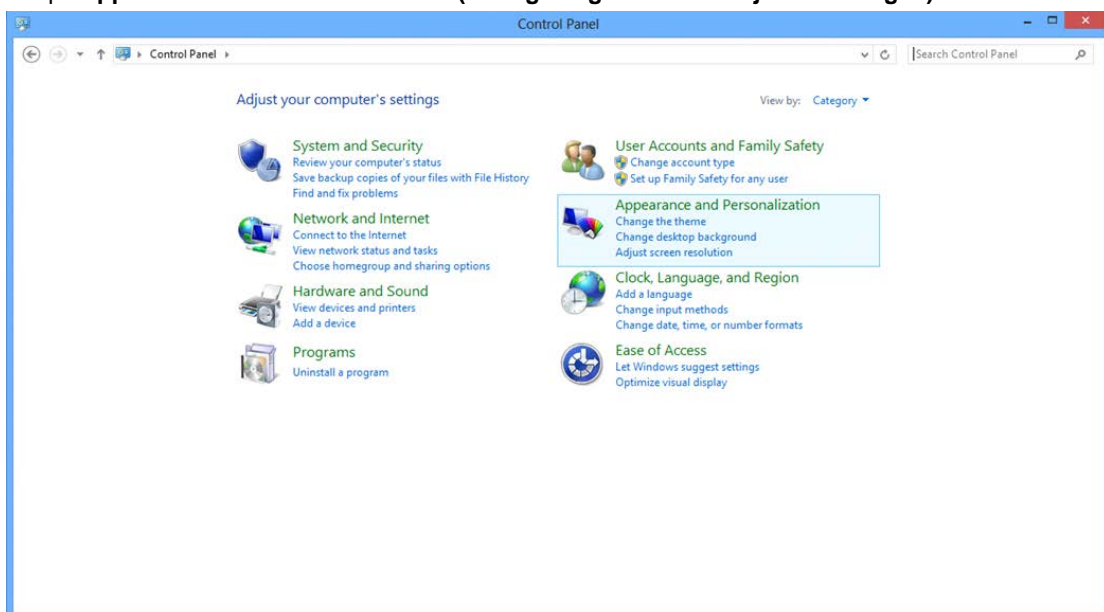 Control Panel
Control Panel
Search Control Panel
Adjust your computer's settings
View by: Category
System and Security
Review your computer's status
Save backup copies of your files with File History
Find and fix problems
Network and Internet
Connect to the Internet
View network status and tasks
Choose homegroup and sharing options
Hardware and Sound
View devices and printers
Add a device
Programs
Uninstall a program
User Accounts and Family Safety
Change account type
Set up Family Safety for any user
Appearance and Personalization
Change the theme
Change desktop background
Adjust screen resolution
Clock, Language, and Region
Add a language
Change input methods
Change date, time, or number formats
Ease of Access
Let Windows suggest settings
Optimize visual display